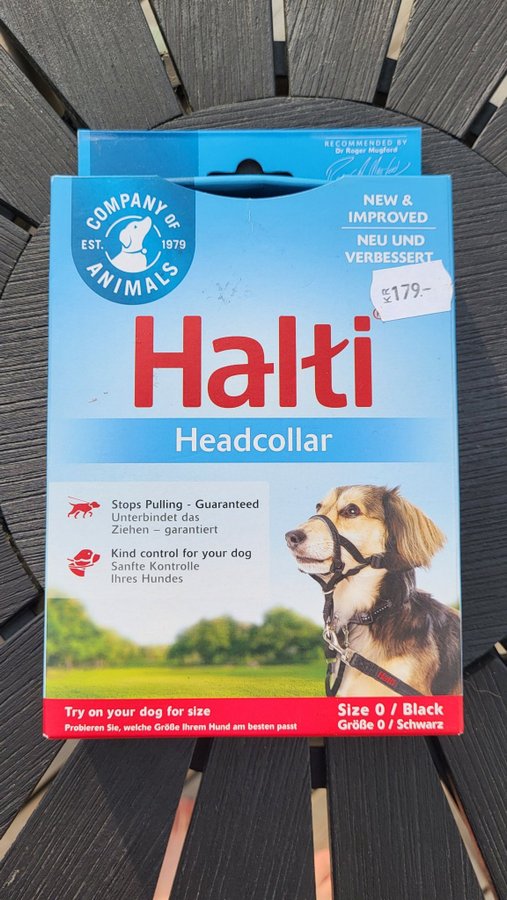 RECOMMENDED BY
Dr Roger Mugford
COMPANY OF
EST. 1979
ANIMALS
NEW &
IMPROVED
NEU UND
VERBESSERT
KR179.-
Halti
Headcollar
Stops Pulling - Guaranteed
Unterbindet das
Ziehen – garantiert
Kind control for your dog
Sanfte Kontrolle
Ihres Hundes
Try on your dog for size
Probieren Sie, welche Größe Ihrem Hund am besten passt
Size 0 / Black
Größe 0 / Schwarz